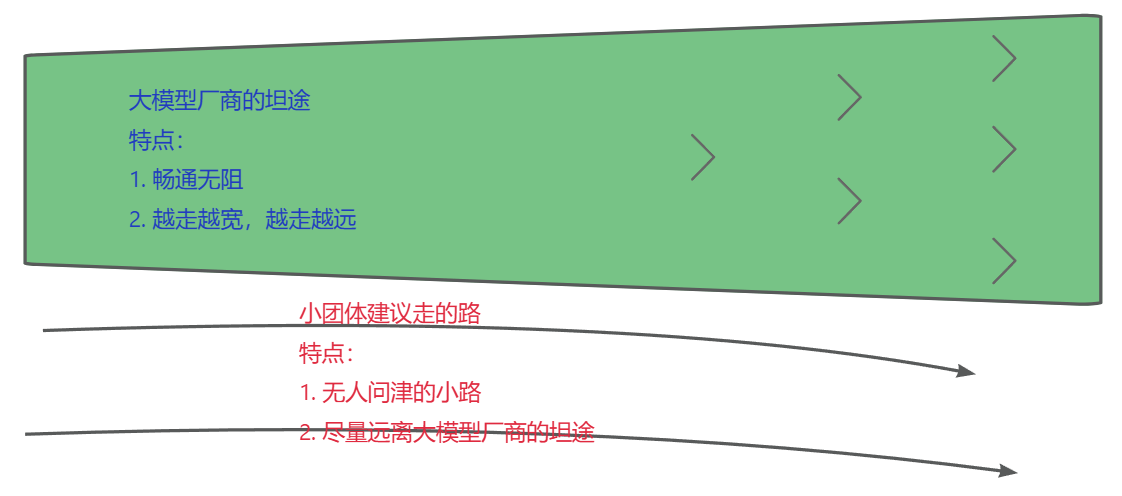 大模型厂商的坦途
特点：
1. 畅通无阻
2. 越走越宽，越走越远
小团体建议走的路
特点：
1. 无人问津的小路
2. 尽量远离大模型厂商的坦途